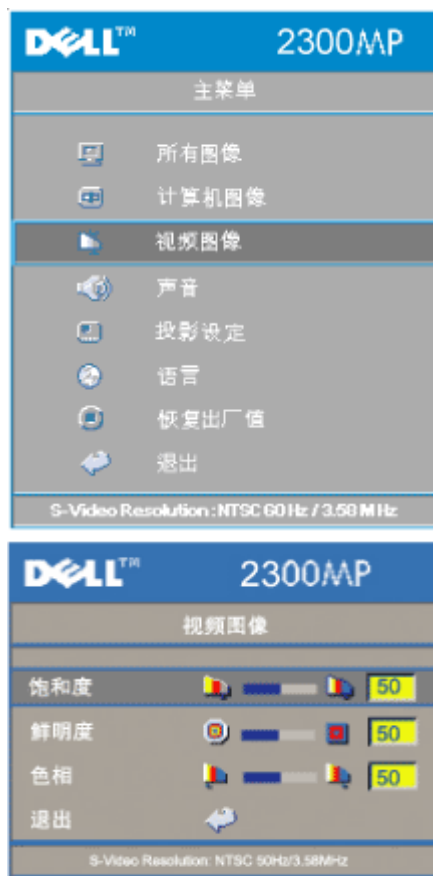 DELL™ 2300MP
主菜单
所有图像
计算机图像
视频图像
声音
投影设定
语言
恢复出厂值
退出
S-Video Resolution :NTSC 60 Hz / 3.58 M Hz
DELL™ 2300MP
视频图像
饱和度 50
鲜明度 50
色相 50
退出
S-Video Resolution: NTSC 50Hz/3.58MHz